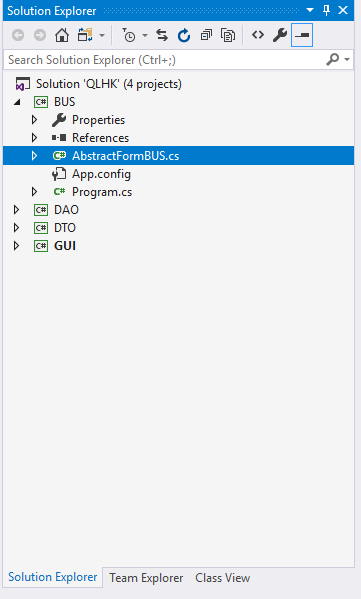 Solution Explorer
Search Solution Explorer (Ctrl+;)
Solution 'QLHK' (4 projects)
C# BUS
Properties
References
C# AbstractFormBUS.cs
App.config
C# Program.cs
C# DAO
C# DTO
C# GUI
Solution Explorer Team Explorer Class View